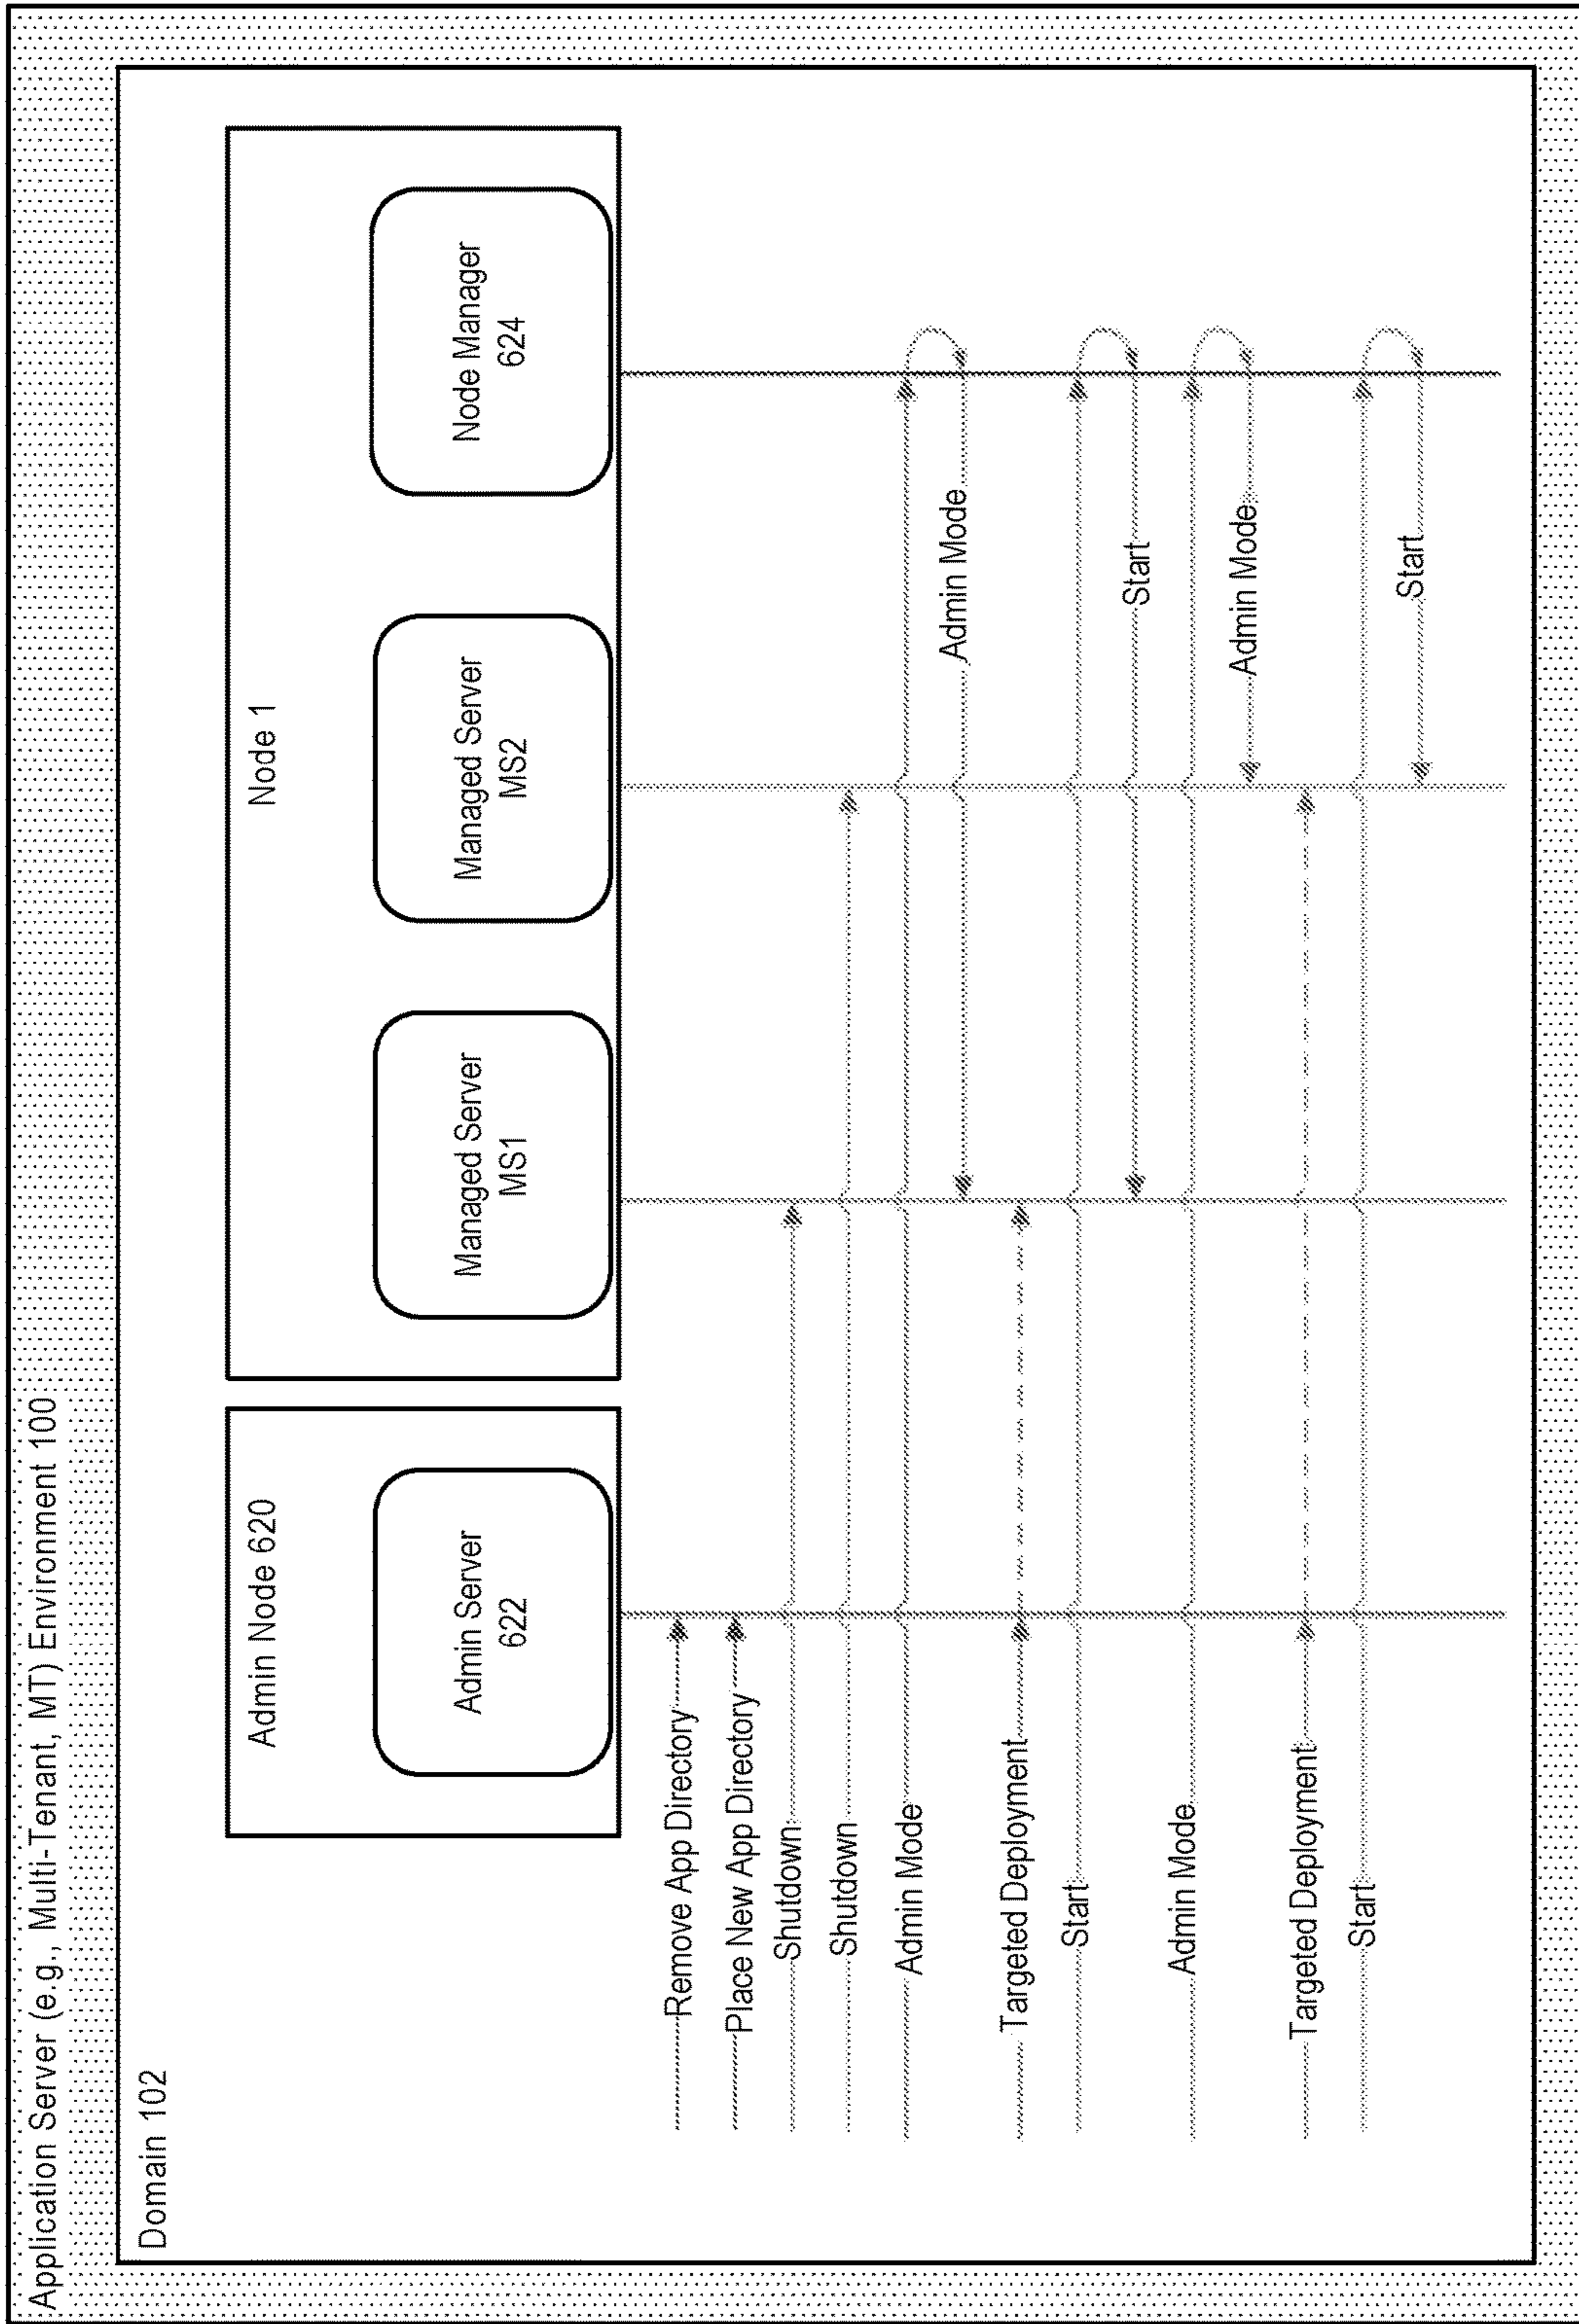 Application Server (e.g., Multi-Tenant, MT) Environment 100
Domain 102
Admin Node 620
Admin Server
622
Node 1
Managed Server
MS1
Managed Server
MS2
Node Manager
624
Remove App Directory
Place New App Directory
Shutdown
Shutdown
Admin Mode
Admin Mode
Targeted Deployment
Start
Start
Admin Mode
Admin Mode
Targeted Deployment
Start
Start